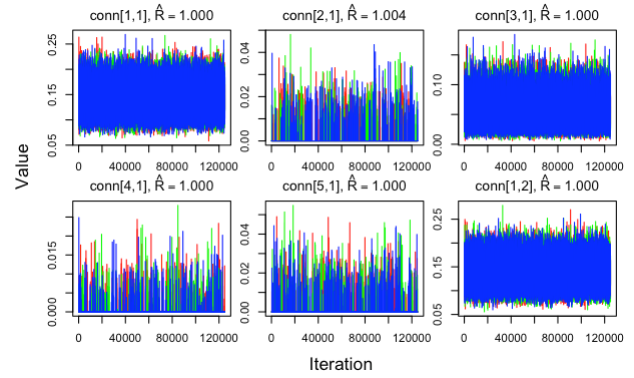 conn[1,1], R̂ = 1.000 conn[2,1], R̂ = 1.004 conn[3,1], R̂ = 1.000
0.05 0.15 0.25
0.00 0.02 0.04
0.00 0.10
0 40000 80000 120000 0 40000 80000 120000 0 40000 80000 120000
Value
conn[4,1], R̂ = 1.000 conn[5,1], R̂ = 1.000 conn[1,2], R̂ = 1.000
0.000 0.015
0.00 0.02 0.04
0.05 0.15 0.25
0 40000 80000 120000 0 40000 80000 120000 0 40000 80000 120000
Iteration